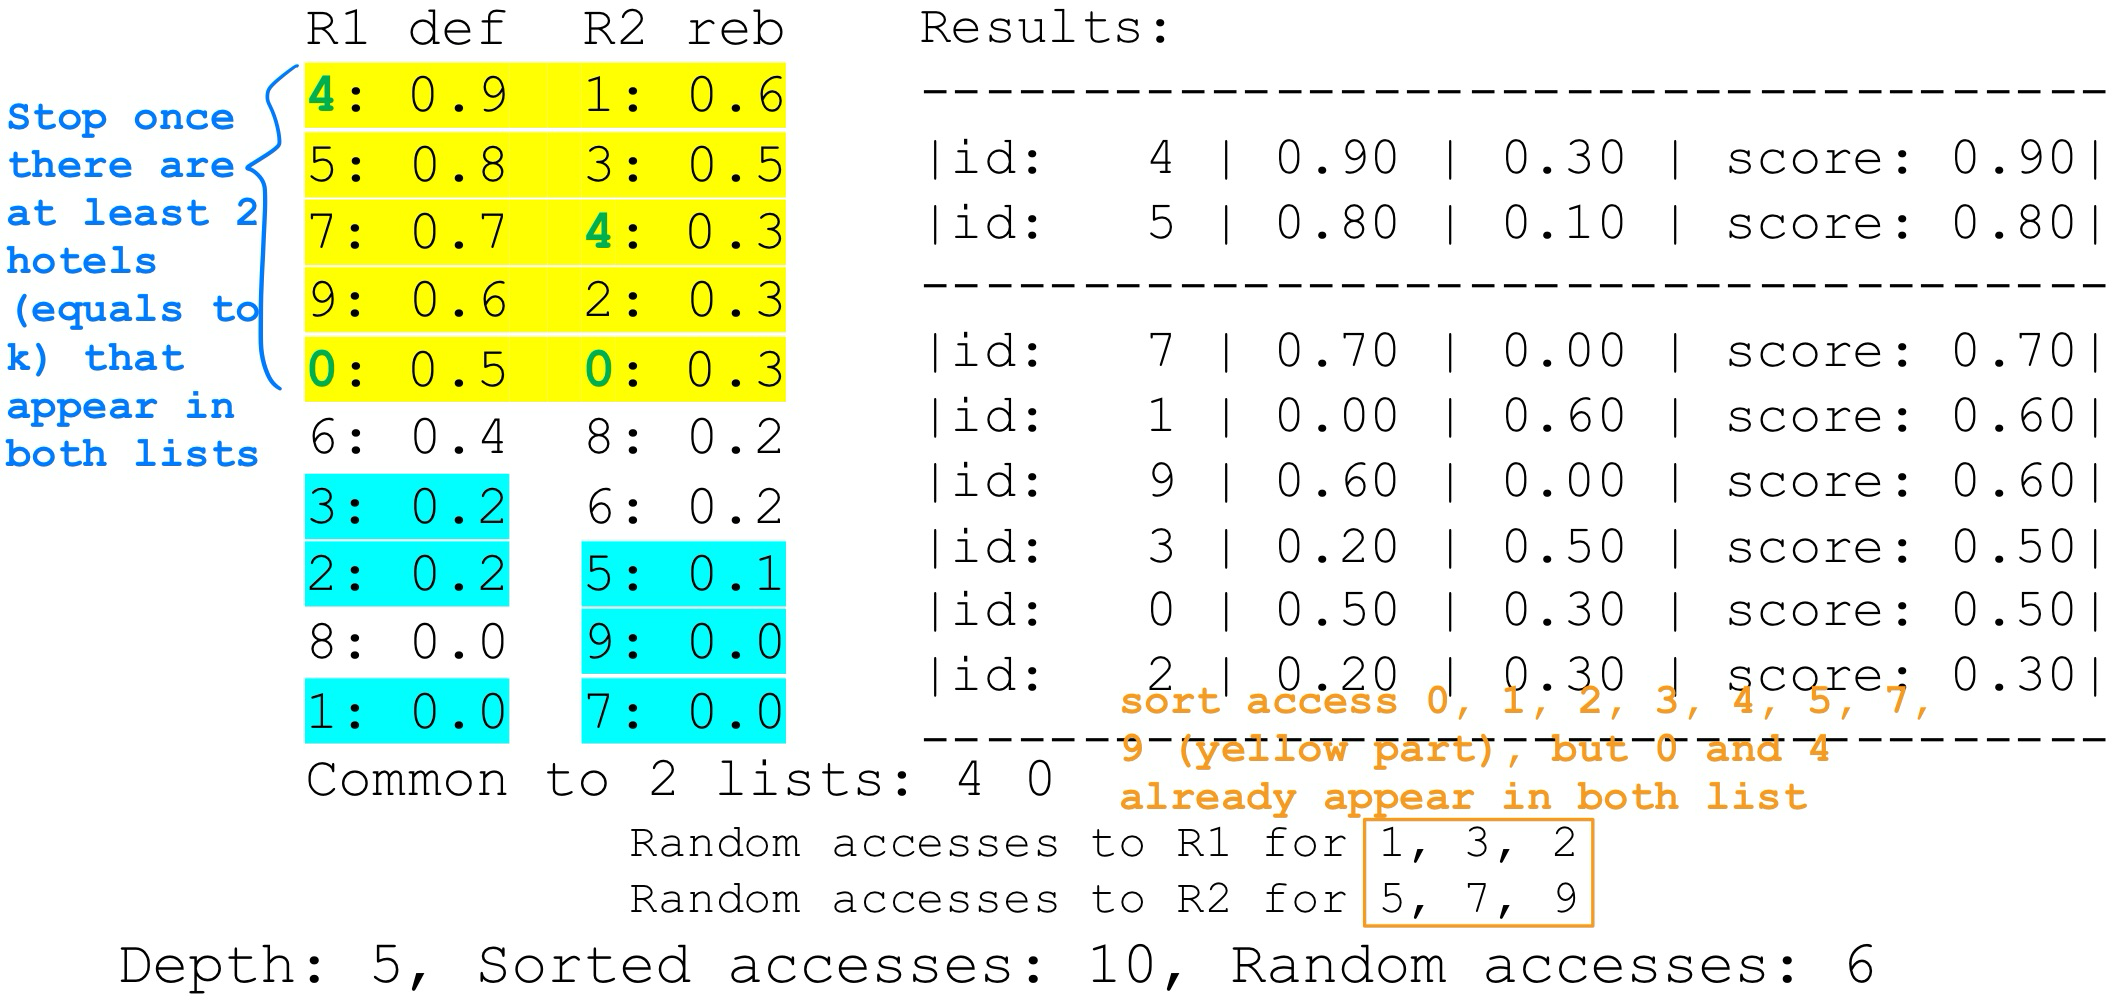 R1 def R2 reb
4: 0.9 1: 0.6
5: 0.8 3: 0.5
7: 0.7 4: 0.3
9: 0.6 2: 0.3
0: 0.5 0: 0.3
6: 0.4 8: 0.2
3: 0.2 6: 0.2
2: 0.2 5: 0.1
8: 0.0 9: 0.0
1: 0.0 7: 0.0
Common to 2 lists: 4 0
Stop once
there are
at least 2
hotels
(equals to
k) that
appear in
both lists
Results:
----------------------------------------
|id: 4 | 0.90 | 0.30 | score: 0.90|
|id: 5 | 0.80 | 0.10 | score: 0.80|
----------------------------------------
|id: 7 | 0.70 | 0.00 | score: 0.70|
|id: 1 | 0.00 | 0.60 | score: 0.60|
|id: 9 | 0.60 | 0.00 | score: 0.60|
|id: 3 | 0.20 | 0.50 | score: 0.50|
|id: 0 | 0.50 | 0.30 | score: 0.50|
|id: 2 | 0.20 | 0.30 | score: 0.30|
----------------------------------------
sort access 0, 1, 2, 3, 4, 5, 7,
9 (yellow part), but 0 and 4
already appear in both list
Random accesses to R1 for 1, 3, 2
Random accesses to R2 for 5, 7, 9
Depth: 5, Sorted accesses: 10, Random accesses: 6